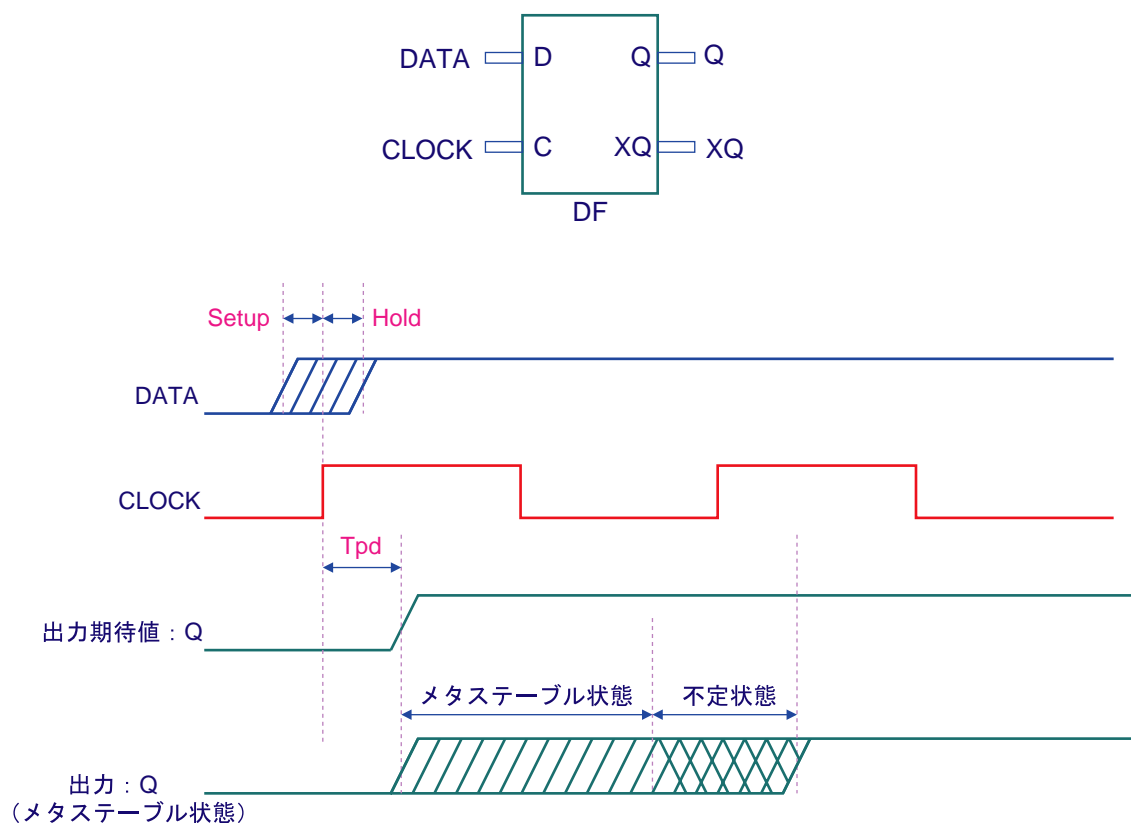 DATA
D
Q
Q
CLOCK
C
XQ
XQ
DF
Setup
Hold
DATA
CLOCK
Tpd
出力期待値：Q
メタステーブル状態
不定状態
出力：Q
（メタステーブル状態）